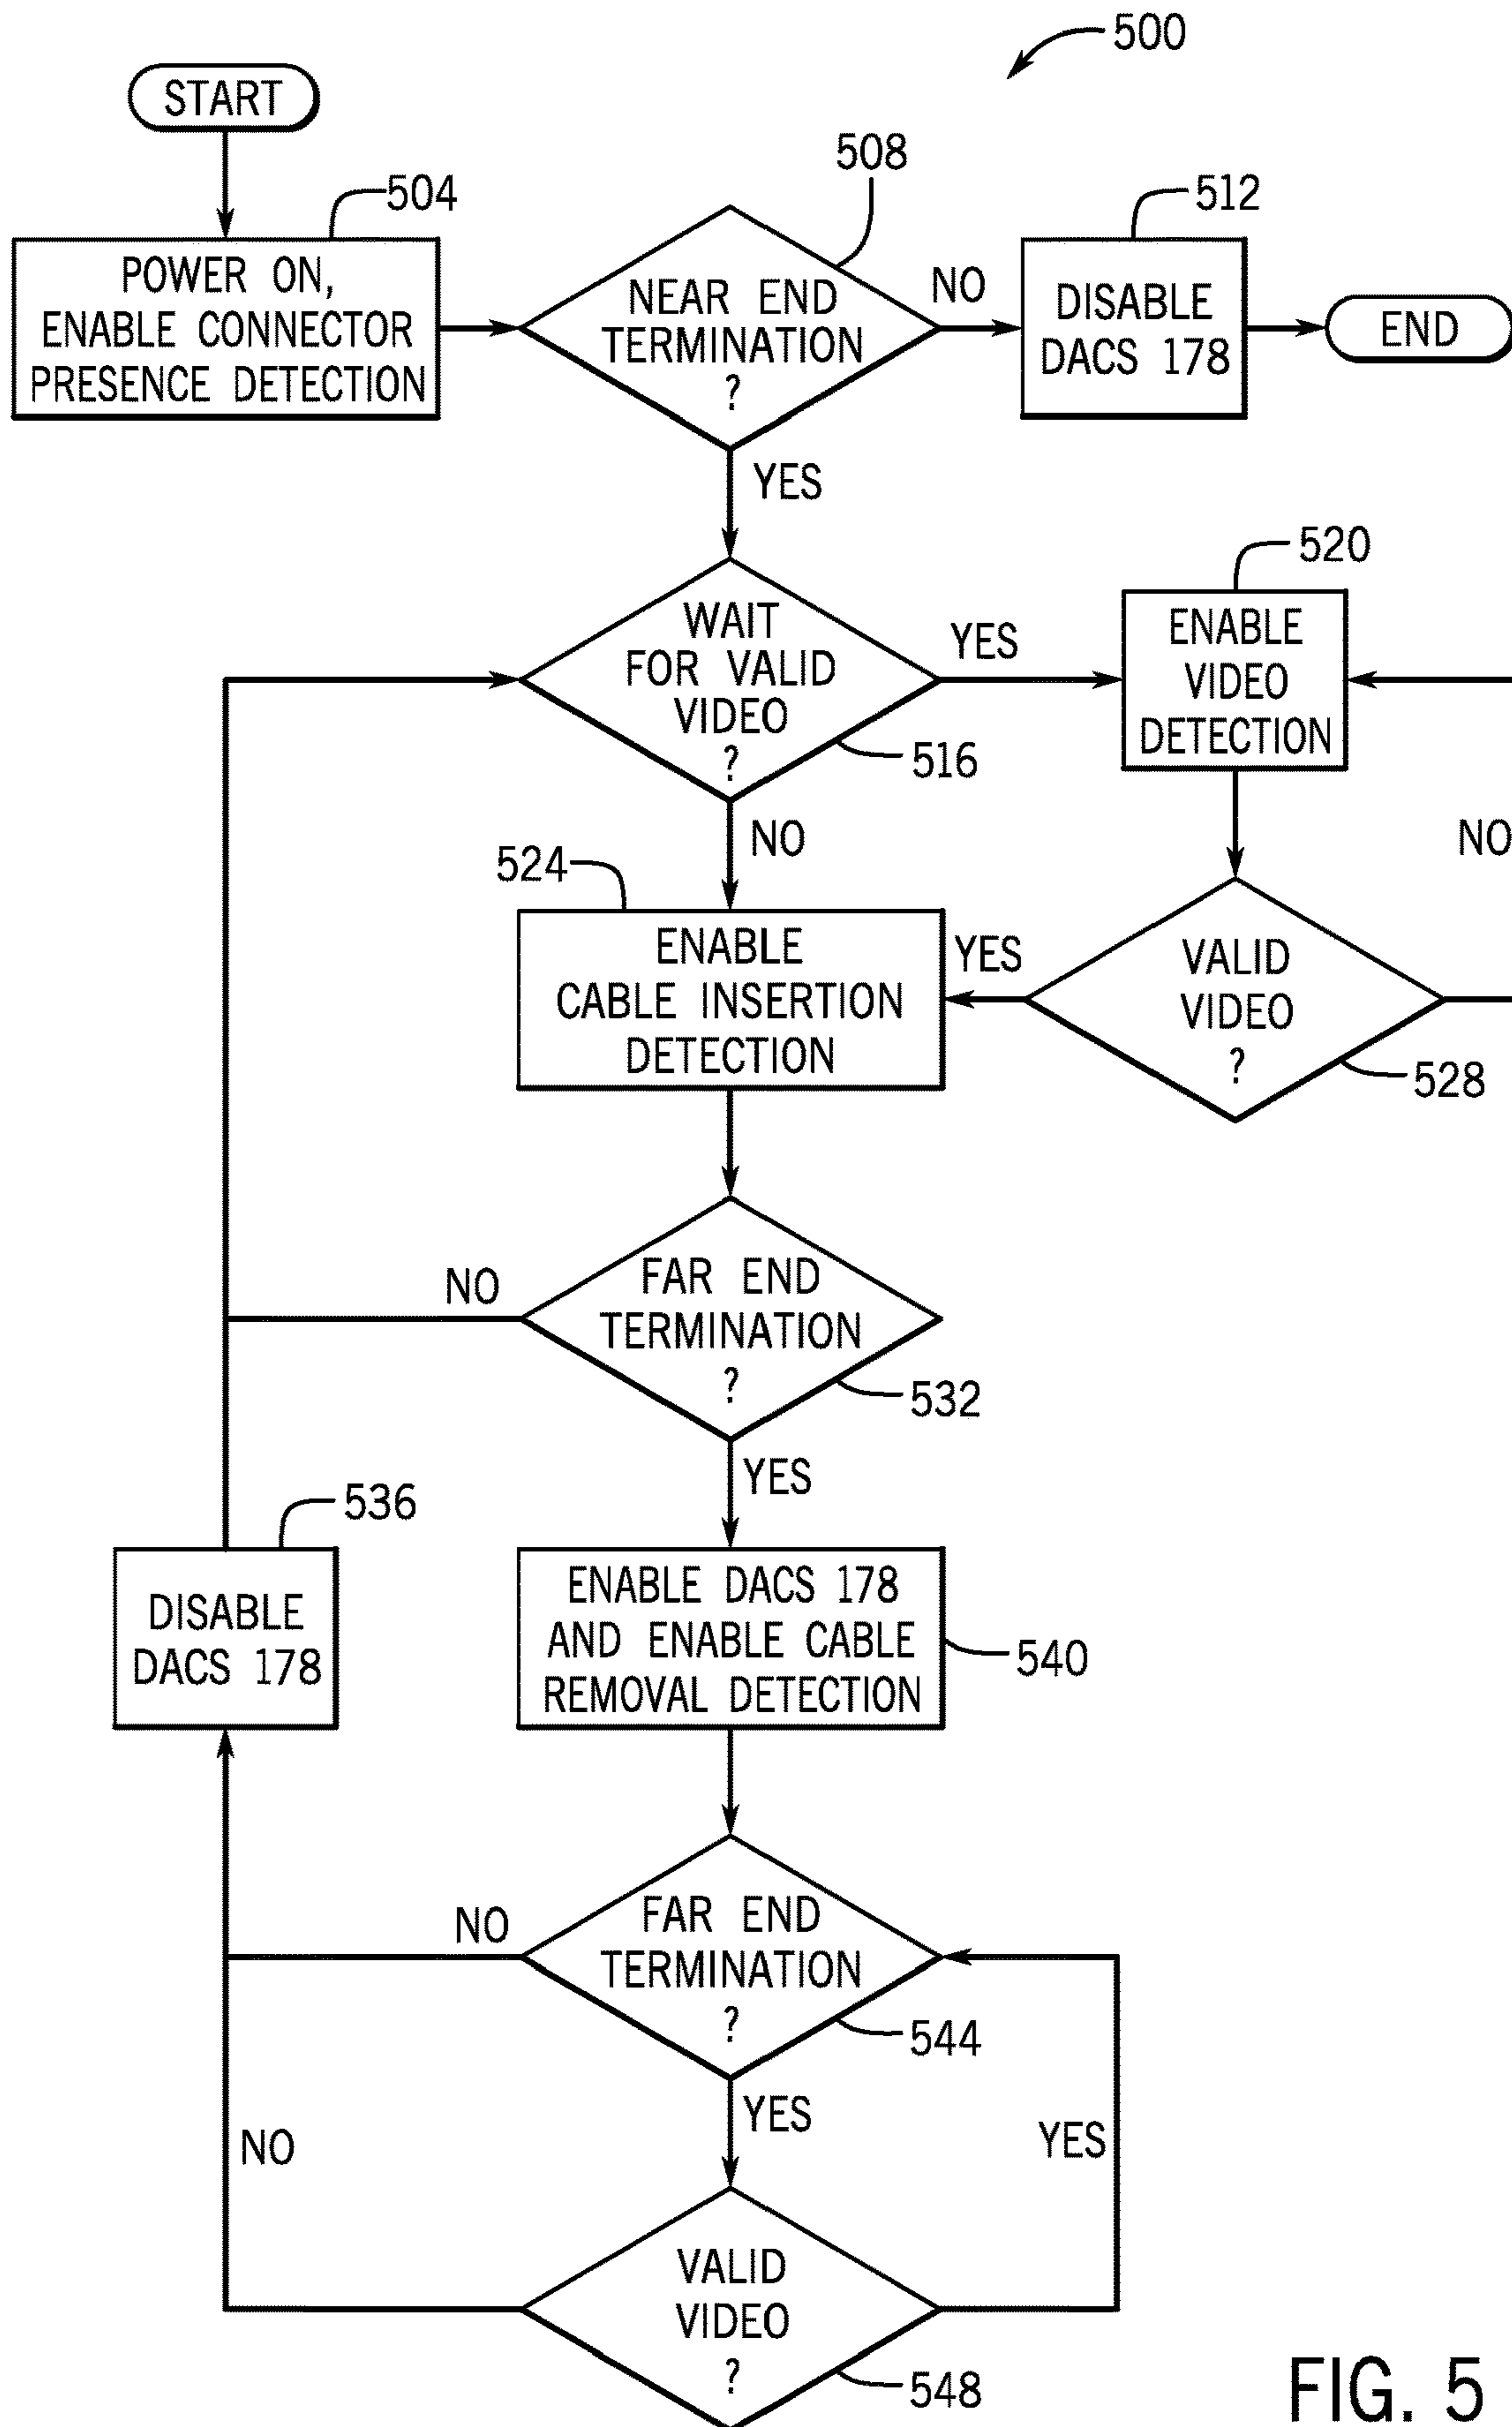 500
START
504
POWER ON,
ENABLE CONNECTOR
PRESENCE DETECTION
508
NEAR END
TERMINATION
?
NO
512
DISABLE
DACS 178
END
YES
WAIT
FOR VALID
VIDEO
?
516
YES
520
ENABLE
VIDEO
DETECTION
NO
NO
524
ENABLE
CABLE INSERTION
DETECTION
YES
VALID
VIDEO
?
528
FAR END
TERMINATION
?
532
NO
YES
536
DISABLE
DACS 178
ENABLE DACS 178
AND ENABLE CABLE
REMOVAL DETECTION
540
FAR END
TERMINATION
?
544
NO
YES
NO
YES
VALID
VIDEO
?
548
FIG. 5